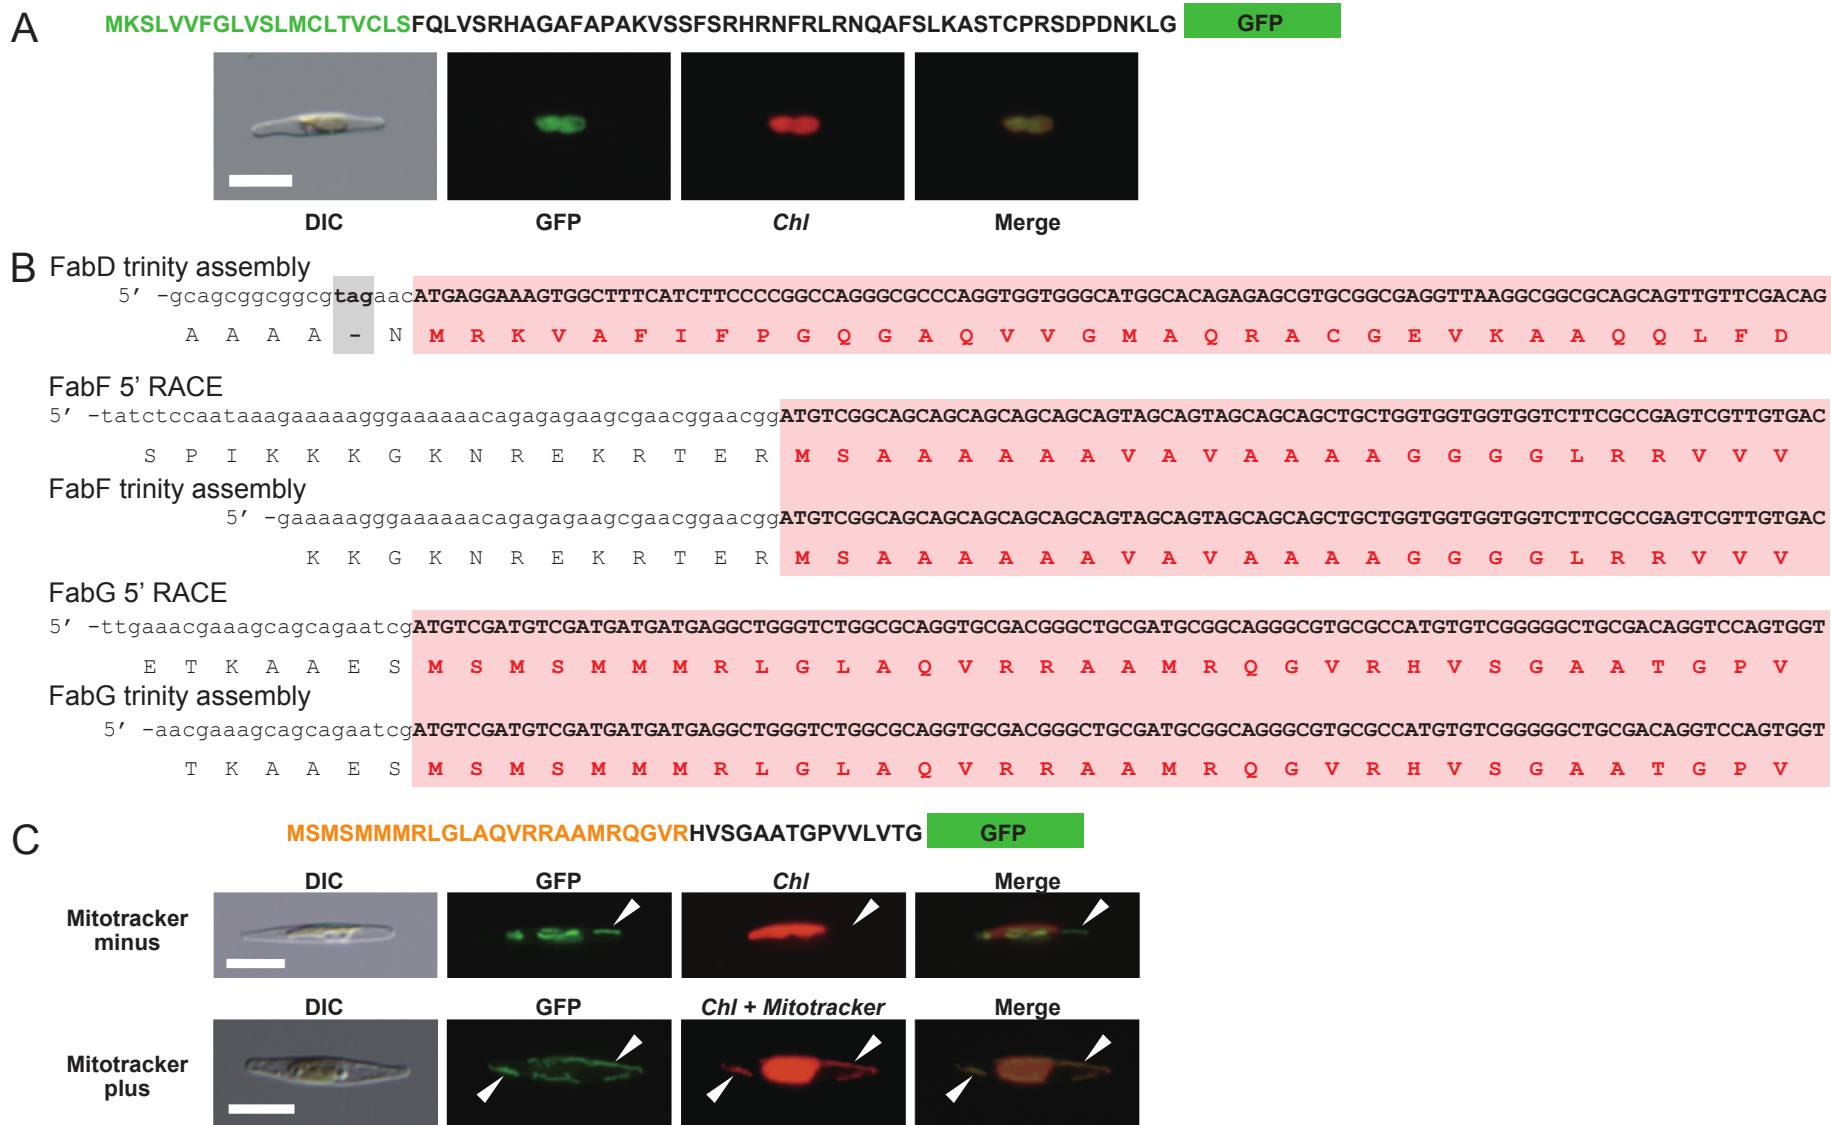 A
MKSLVVFGLVSLMCLTVCLSFQLVSRHAGAFAPAKVSSFSRHRNFRLRNQAFSLKASTCPRSDPDNKLG GFP
DIC GFP Chl Merge
B
FabD trinity assembly
5' -gcagcggcggcgtagaacATGAGGAAAGTGGCTTTCATCTTCCCCGGCCAGGGCGCCCAGGTGGTGGGCATGGCACAGAGAGCGTGCGGCGAGGTTAAGGCGGCGCAGCAGTTGTTCGACAG
A A A A - N M R K V A F I F P G Q G A Q V V G M A Q R A C G E V K A A Q Q L F D
FabF 5' RACE
5' -tatctccaataaagaaaaagggaaaaaacagagagaagcgaacggaacggATGTCGGCAGCAGCAGCAGCAGCAGTAGCAGTAGCAGCAGCTGCTGGTGGTGGTGGTCTTCGCCGAGTCGTTGTGAC
S P I K K K G K N R E K R T E R M S A A A A A A V A V A A A A G G G G L R R V V V
FabF trinity assembly
5' -gaaaaagggaaaaaacagagagaagcgaacggaacggATGTCGGCAGCAGCAGCAGCAGCAGTAGCAGTAGCAGCAGCTGCTGGTGGTGGTGGTCTTCGCCGAGTCGTTGTGAC
K K G K N R E K R T E R M S A A A A A A V A V A A A A G G G G L R R V V V
FabG 5' RACE
5' -ttgaaacgaaagcagcagaatcgATGTCGATGTCGATGATGATGAGGCTGGGTCTGGCGCAGGTGCGACGGGCTGCGATGCGGCAGGGCGTGCGCCATGTGTCGGGGGCTGCGACAGGTCCAGTGGT
E T K A A E S M S M S M M M R L G L A Q V R R A A M R Q G V R H V S G A A T G P V
FabG trinity assembly
5' -aacgaaagcagcagaatcgATGTCGATGTCGATGATGATGAGGCTGGGTCTGGCGCAGGTGCGACGGGCTGCGATGCGGCAGGGCGTGCGCCATGTGTCGGGGGCTGCGACAGGTCCAGTGGT
T K A A E S M S M S M M M R L G L A Q V R R A A M R Q G V R H V S G A A T G P V
C
MSMSMMMRLGLAQVRRAAMRQGVRHVSGAATGPVVLVTG GFP
DIC GFP Chl Merge
Mitotracker
minus
DIC GFP Chl + Mitotracker Merge
Mitotracker
plus